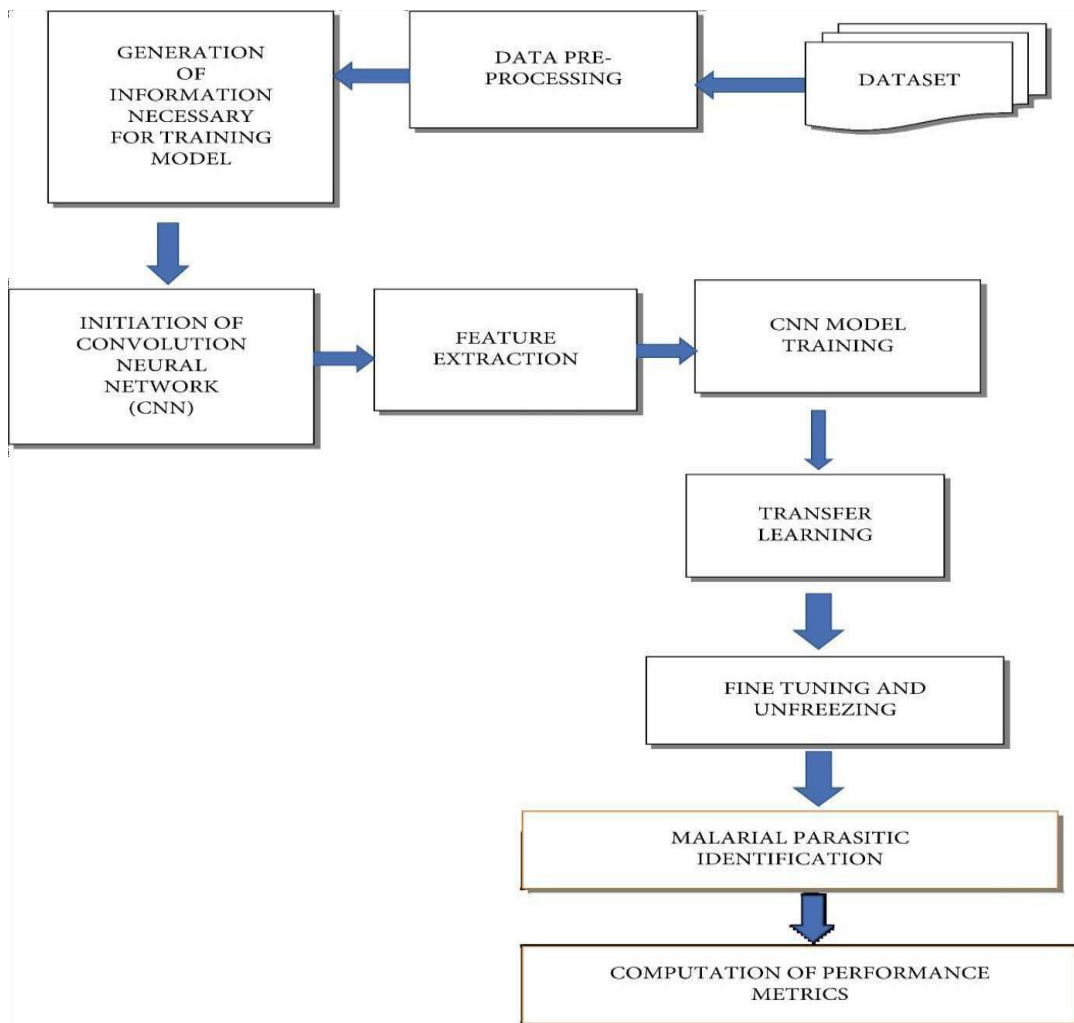 GENERATION
OF
INFORMATION
NECESSARY
FOR TRAINING
MODEL
DATA PRE-
PROCESSING
DATASET
INITIATION OF
CONVOLUTION
NEURAL
NETWORK
(CNN)
FEATURE
EXTRACTION
CNN MODEL
TRAINING
TRANSFER
LEARNING
FINE TUNING AND
UNFREEZING
MALARIAL PARASITIC
IDENTIFICATION
COMPUTATION OF PERFORMANCE
METRICS